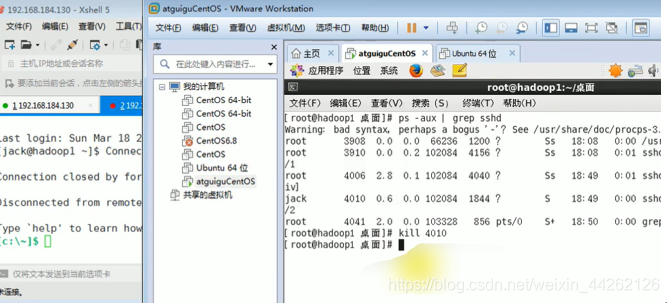 - Xshell 5
文件(F) 编辑(E) 查看(V) 工具(T)
主机,IP地址或会话名称
要添加当前会话，点击左侧的箭头按
1 192.168.184.130
2 192.
Last login: Sun Mar 18 2
[jack@hadoop1 ~]$ Connec
Connection closed by for
Disconnected from remote
Type `help' to learn how
[c:\~]$
仅将文本发送到当前选项卡
atguiguCentOS - VMware Workstation
文件(F) 编辑(E) 查看(V) 虚拟机(M) 选项卡(T) 帮助(H)
库
在此处键入内容进行...
我的计算机
CentOS 64-bit
CentOS 64-bit
CentOS
CentOS6.8
CentOS
Ubuntu 64 位
atguiguCentOS
共享的虚拟机
主页 atguiguCentOS Ubuntu 64 位
应用程序 位置 系统
root@hadoop1:~/桌面
文件(F) 编辑(E) 查看(V) 搜索 (S) 终端(T) 帮助(H)
[root@hadoop1 桌面]# ps -aux | grep sshd
Warning: bad syntax, perhaps a bogus '-'? See /usr/share/doc/procps-3.
root 3908 0.0 0.0 66236 1200 ? Ss 18:08 0:00 /us
root 3910 0.0 0.2 102084 4156 ? Ss 18:08 0:01 sshd
/1
root 4006 2.8 0.1 102084 4040 ? Ss 18:49 0:01 sshd
iv]
jack 4010 0.6 0.0 102084 1844 ? S 18:49 0:00 sshd
/2
root 4041 2.0 0.0 103328 856 pts/0 S+ 18:50 0:00 grep
[root@hadoop1 桌面]# kill 4010
[root@hadoop1 桌面]#
https://blog.csdn.net/weixin_44262126